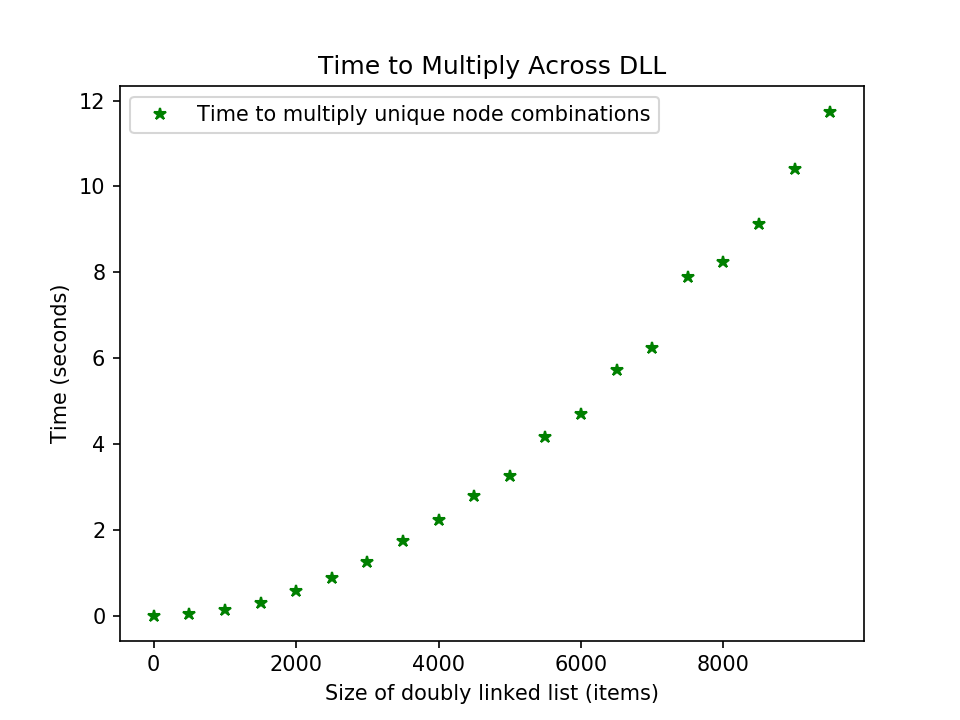 Time to Multiply Across DLL
Time to multiply unique node combinations
12
10
8
6
4
2
0
Time (seconds)
0 2000 4000 6000 8000
Size of doubly linked list (items)